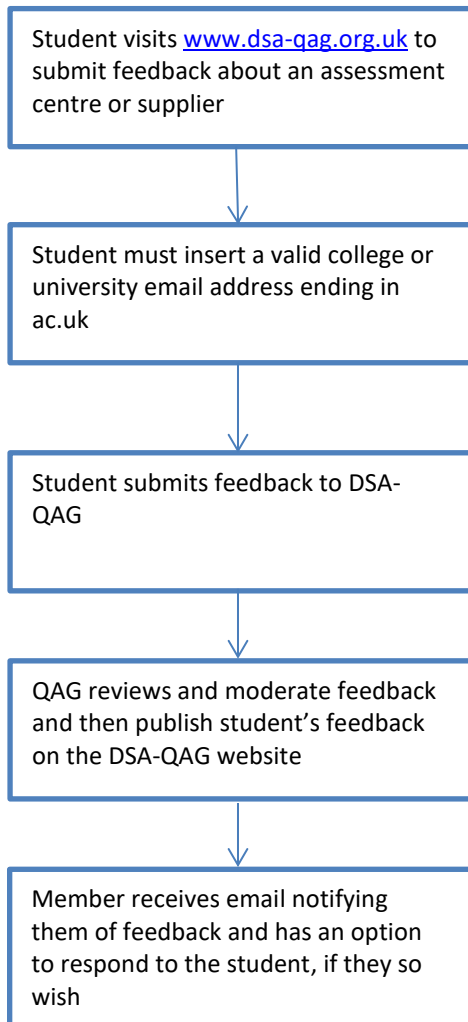 Student visits www.dsa-qag.org.uk to
submit feedback about an assessment
centre or supplier
Student must insert a valid college or
university email address ending in
ac.uk
Student submits feedback to DSA-
QAG
QAG reviews and moderate feedback
and then publish student’s feedback
on the DSA-QAG website
Member receives email notifying
them of feedback and has an option
to respond to the student, if they so
wish